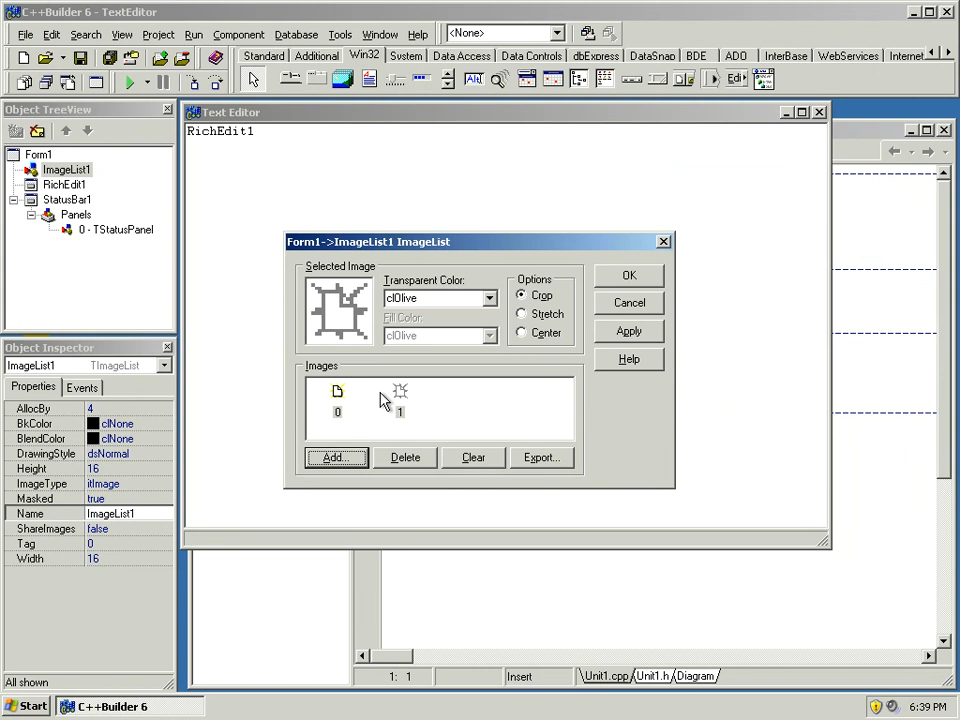 C++Builder 6 - TextEditor
File Edit Search View Project Run Component Database Tools Window Help <None>
Standard Additional Win32 System Data Access Data Controls dbExpress DataSnap BDE ADO InterBase WebServices Internet
Object TreeView
Form1
ImageList1
RichEdit1
StatusBar1
Panels
0 - TStatusPanel
Object Inspector
ImageList1 TImageList
Properties Events
AllocBy 4
BkColor clNone
BlendColor clNone
DrawingStyle dsNormal
Height 16
ImageType itImage
Masked true
Name ImageList1
ShareImages false
Tag 0
Width 16
All shown
Text Editor
RichEdit1
Form1->ImageList1 ImageList
Selected Image
Transparent Color:
clOlive
Fill Color:
clOlive
Options
Crop
Stretch
Center
OK
Cancel
Apply
Help
Images
0 1
Add... Delete Clear Export...
1: 1 Insert Unit1.cpp Unit1.h Diagram
Start C++Builder 6 6:39 PM